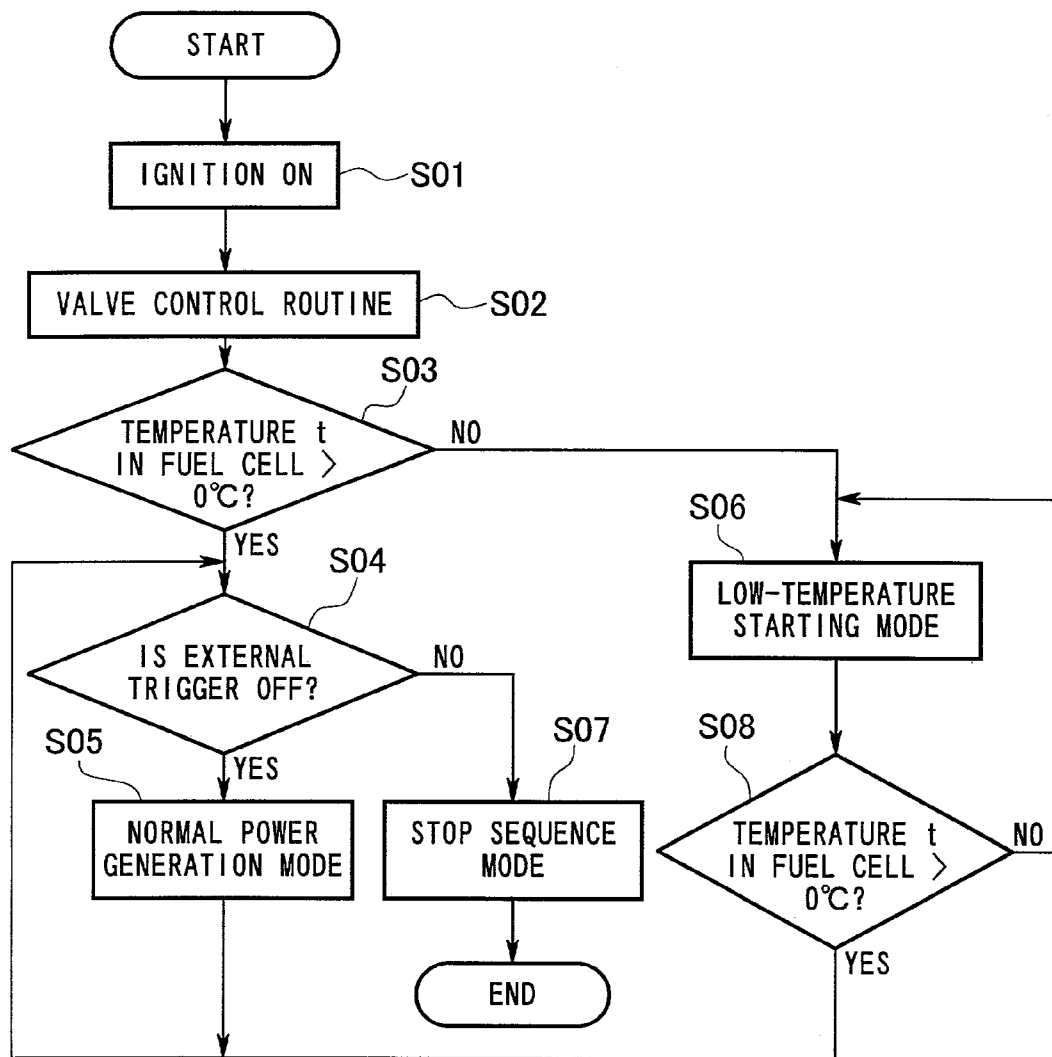 START
IGNITION ON
S01
VALVE CONTROL ROUTINE
S02
S03
TEMPERATURE t
IN FUEL CELL >
0℃?
NO
YES
S04
IS EXTERNAL
TRIGGER OFF?
NO
YES
S05
NORMAL POWER
GENERATION MODE
S07
STOP SEQUENCE
MODE
END
S06
LOW-TEMPERATURE
STARTING MODE
S08
TEMPERATURE t
IN FUEL CELL >
0℃?
NO
YES